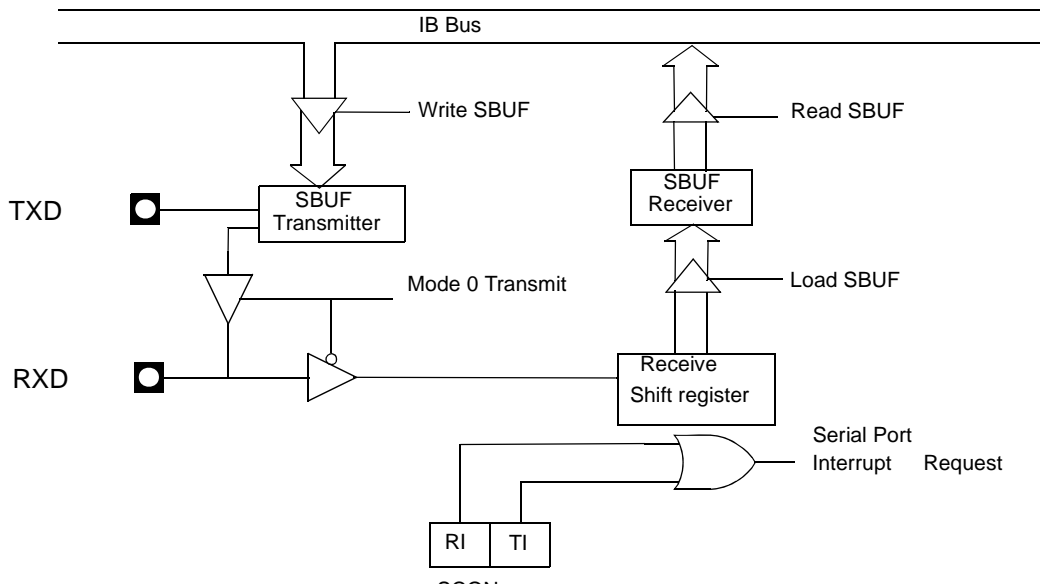 IB Bus
Write SBUF
Read SBUF
SBUF
Transmitter
SBUF
Receiver
TXD
Mode 0 Transmit
Load SBUF
RXD
Receive
Shift register
Serial Port
Interrupt Request
RI TI